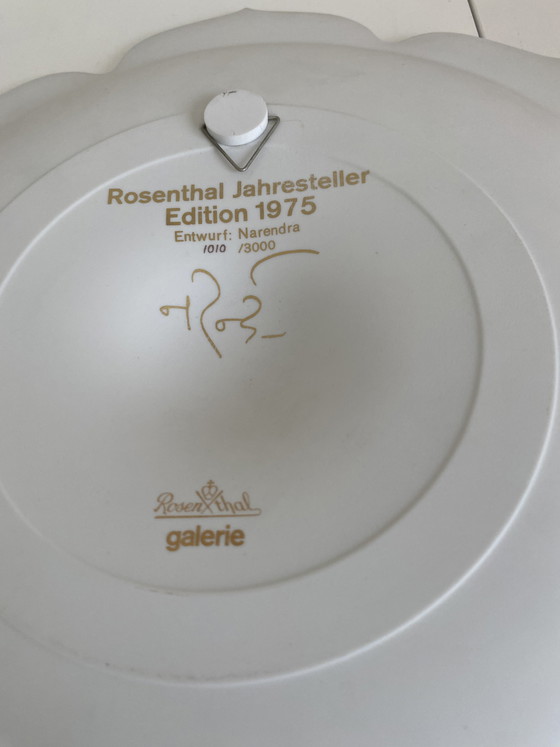 Rosenthal Jahresteller
Edition 1975
Entwurf: Narendra
1010 /3000
Rosenthal
galerie